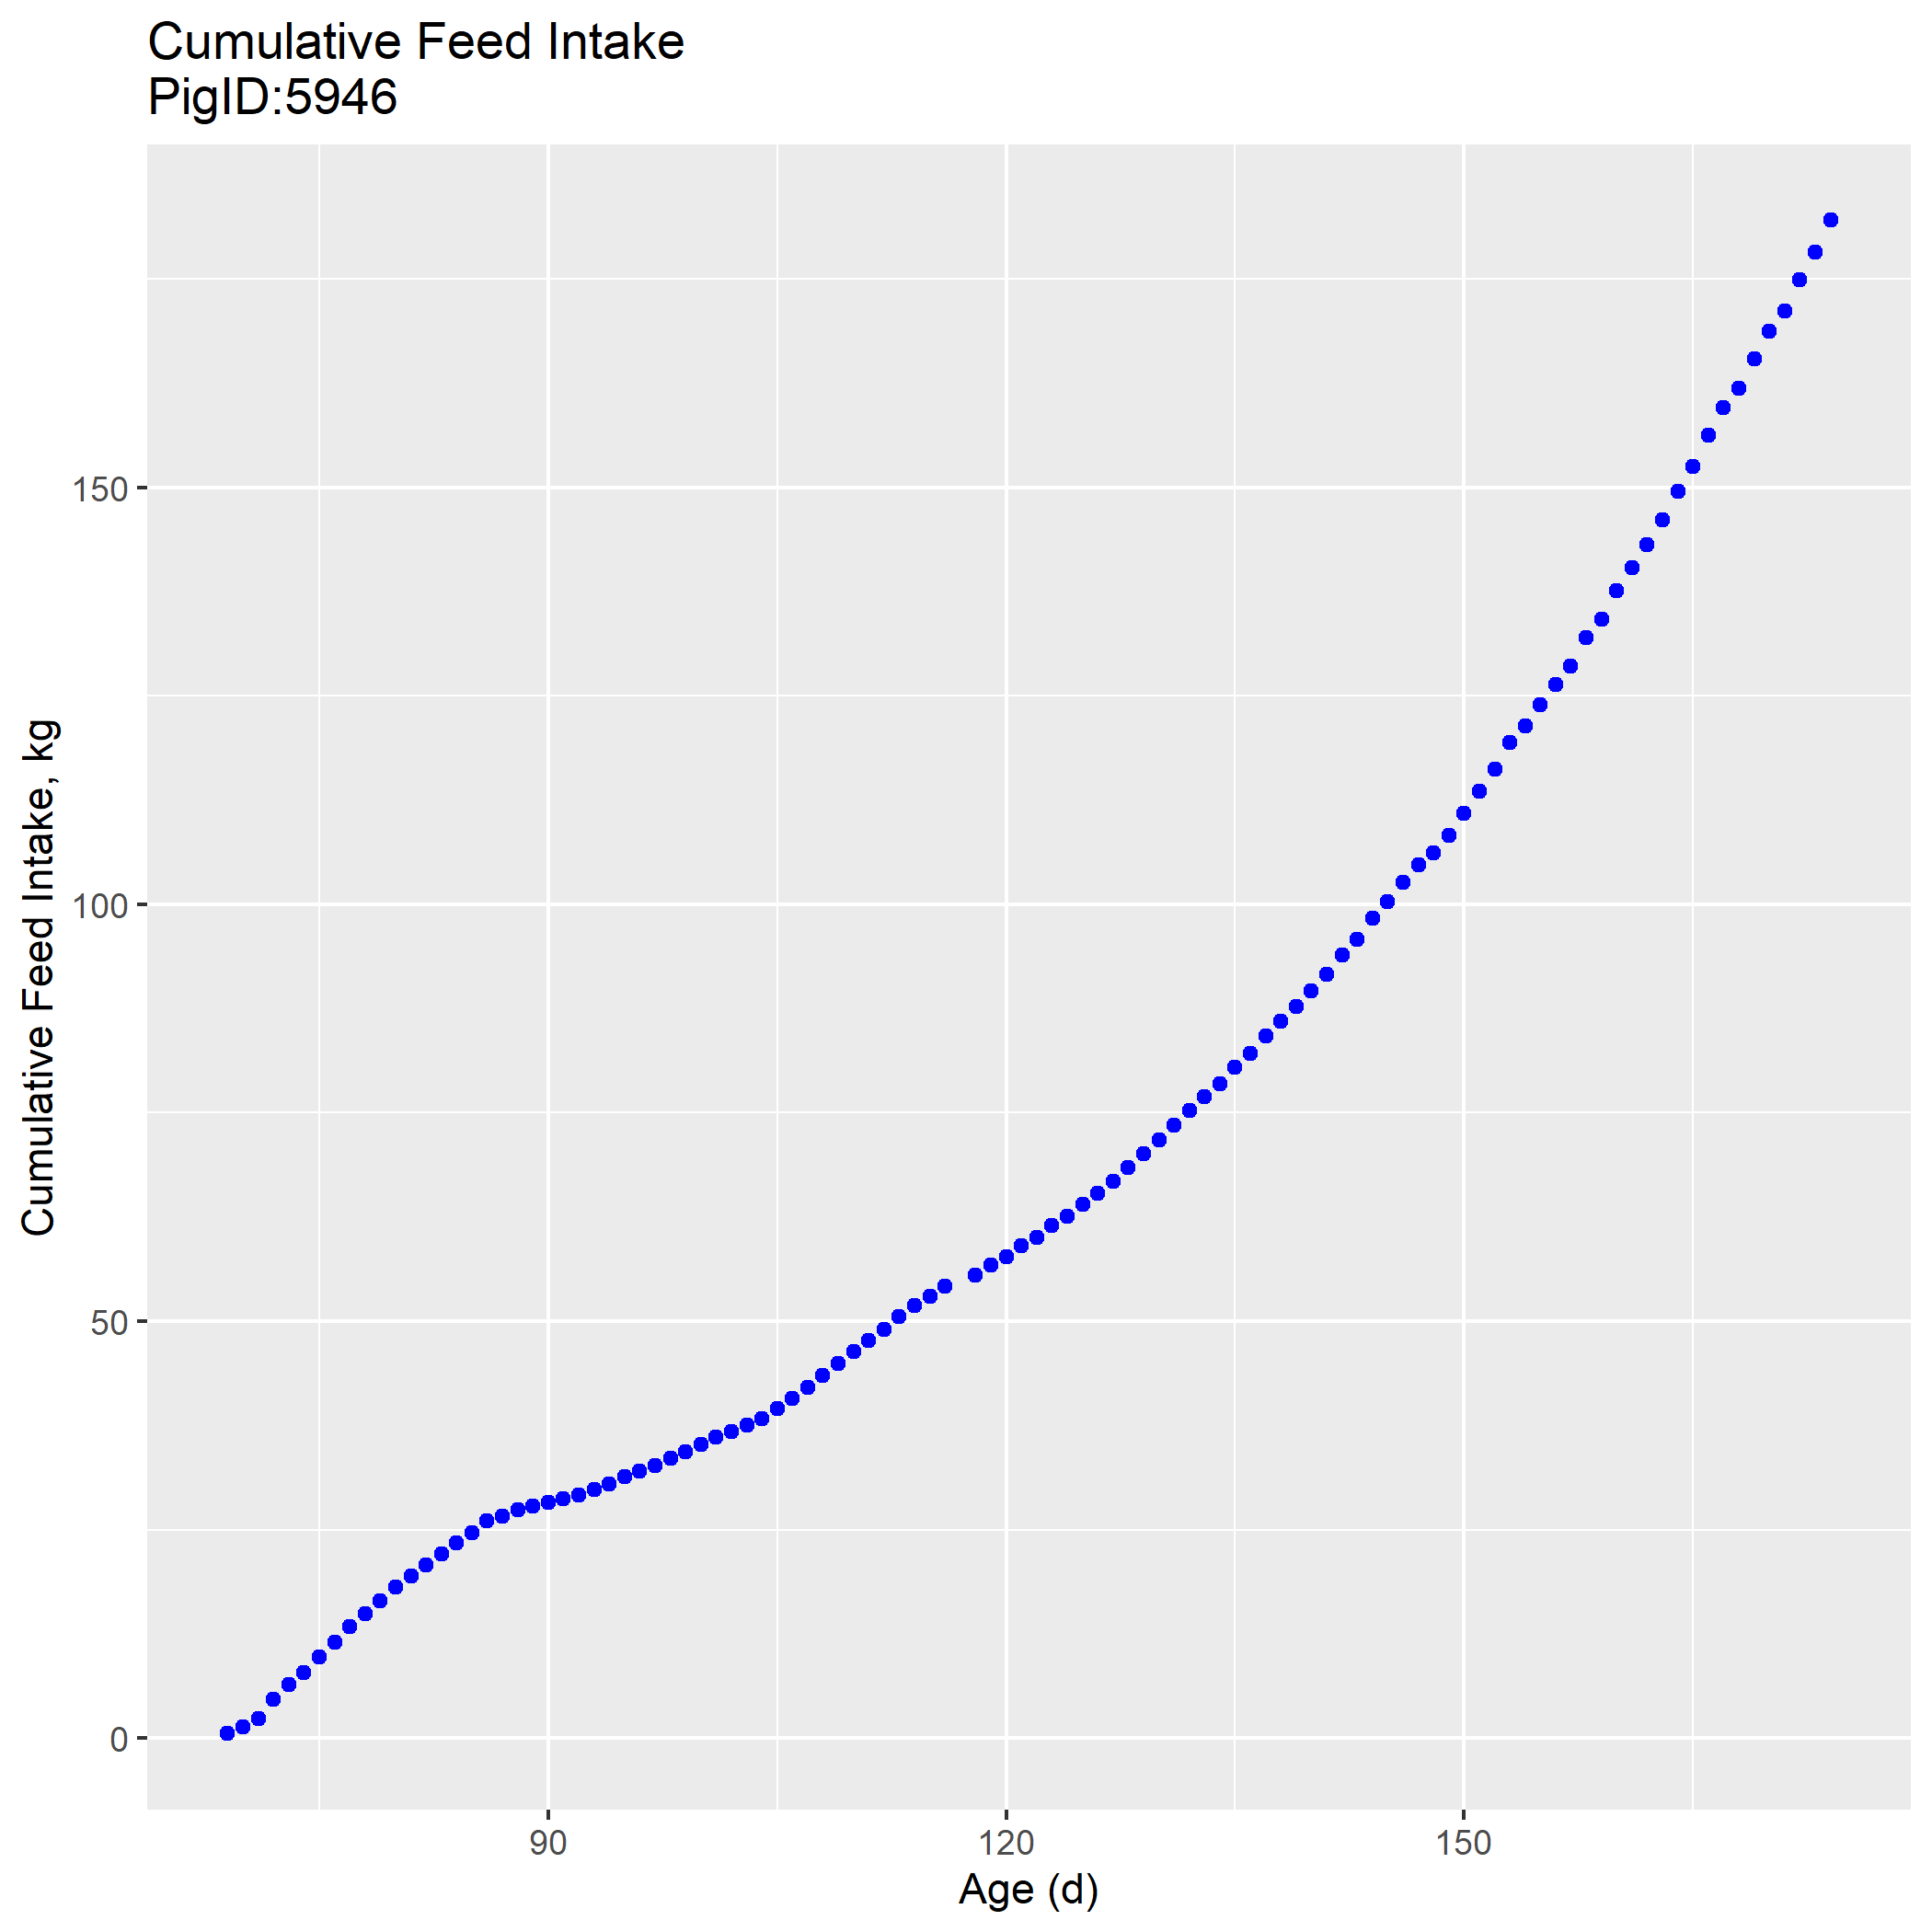 Cumulative Feed Intake
PigID:5946
Cumulative Feed Intake, kg
150
100
50
0
90
120
150
Age (d)